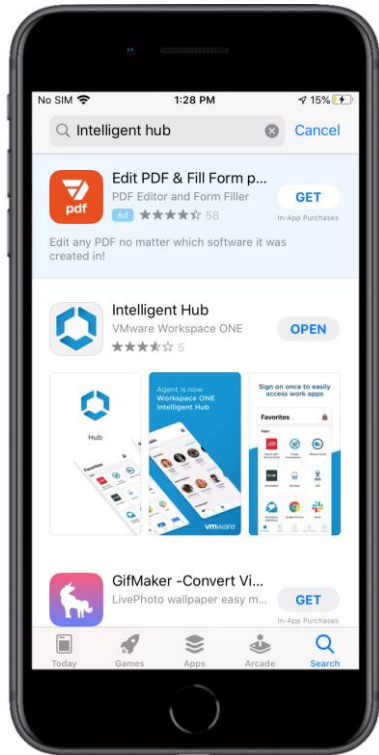 No SIM 1:28 PM 15%
Intelligent hub Cancel
Edit PDF & Fill Form p...
PDF Editor and Form Filler
GET
Ad 58
In-App Purchases
pdf
Edit any PDF no matter which software it was
created in!
Intelligent Hub
VMware Workspace ONE
OPEN
5
Hub
Agent is now
Workspace ONE
Intelligent Hub
vmware
Sign on once to easily
access work apps
Favorites
Apps
GifMaker -Convert Vi...
LivePhoto wallpaper easy m...
GET
In-App Purchases
Today Games Apps Arcade Search